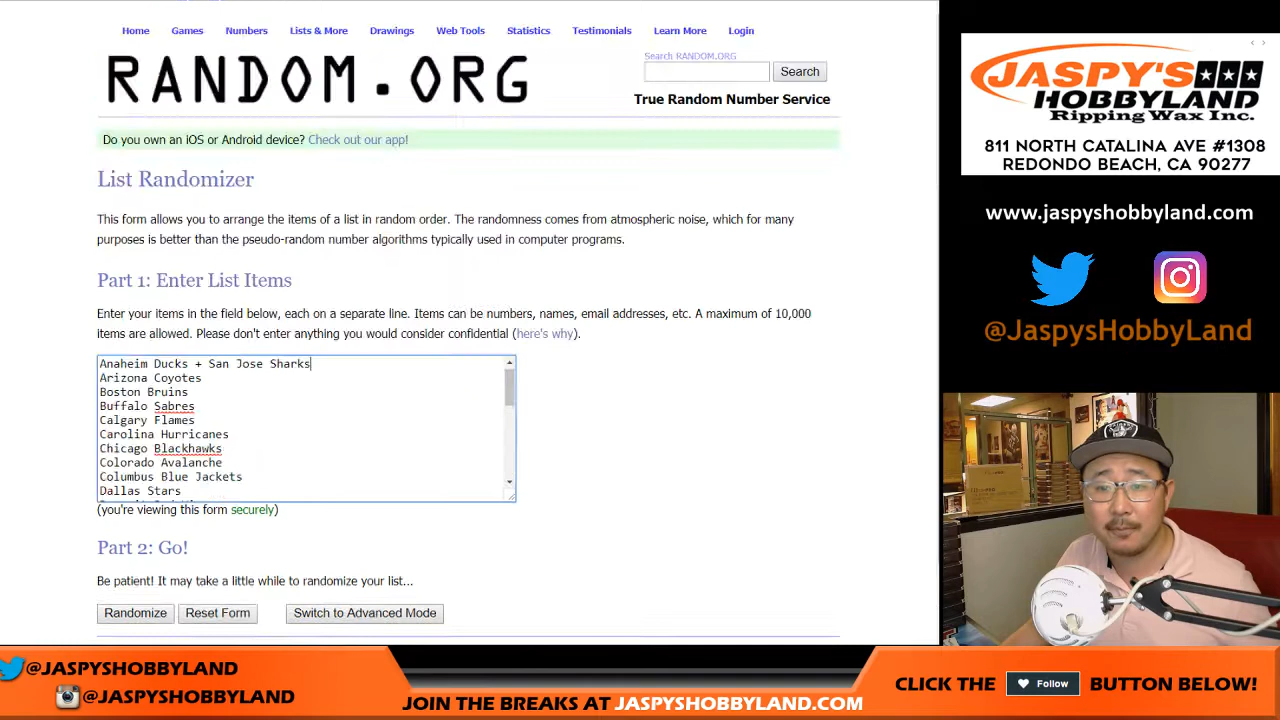 Home Games Numbers Lists & More Drawings Web Tools Statistics Testimonials Learn More Login
RANDOM.ORG
Search RANDOM.ORG
Search
True Random Number Service
Do you own an iOS or Android device? Check out our app!
List Randomizer
This form allows you to arrange the items of a list in random order. The randomness comes from atmospheric noise, which for many
purposes is better than the pseudo-random number algorithms typically used in computer programs.
Part 1: Enter List Items
Enter your items in the field below, each on a separate line. Items can be numbers, names, email addresses, etc. A maximum of 10,000
items are allowed. Please don't enter anything you would consider confidential (here's why).
Anaheim Ducks + San Jose Sharks
Arizona Coyotes
Boston Bruins
Buffalo Sabres
Calgary Flames
Carolina Hurricanes
Chicago Blackhawks
Colorado Avalanche
Columbus Blue Jackets
Dallas Stars
(you're viewing this form securely)
Part 2: Go!
Be patient! It may take a little while to randomize your list...
Randomize Reset Form Switch to Advanced Mode
JASPY'S
HOBBYLAND
Ripping Wax Inc.
811 NORTH CATALINA AVE #1308
REDONDO BEACH, CA 90277
www.jaspyshobbyland.com
@JaspysHobbyLand
@JASPYSHOBBYLAND
@JASPYSHOBBYLAND
JOIN THE BREAKS AT JASPYSHOBBYLAND.COM
CLICK THE Follow BUTTON BELOW!